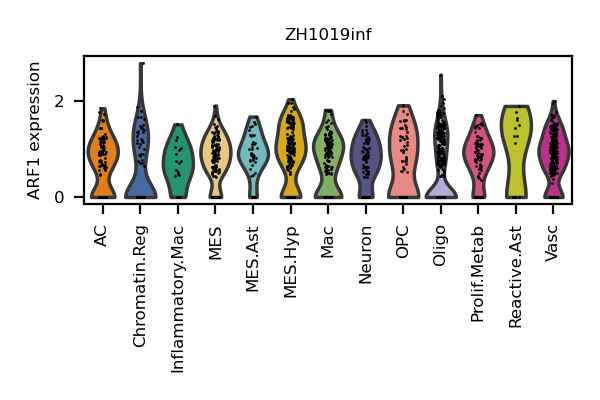 ZH1019inf
ARF1 expression
2
0
AC
Chromatin.Reg
Inflammatory.Mac
MES
MES.Ast
MES.Hyp
Mac
Neuron
OPC
Oligo
Prolif.Metab
Reactive.Ast
Vasc